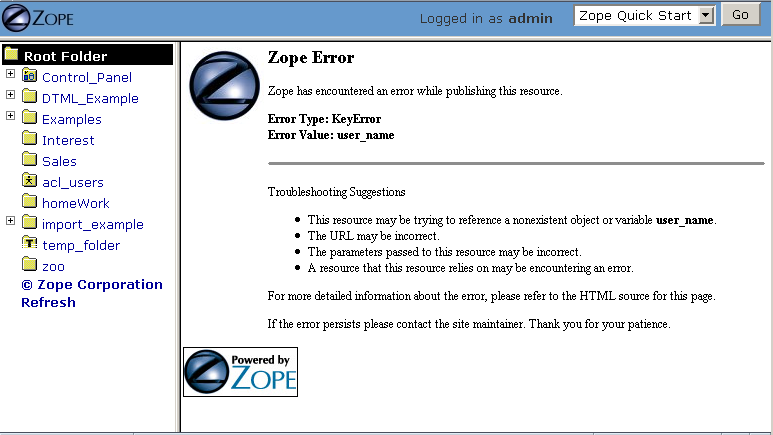 ZOPE
Logged in as admin
Zope Quick Start
Go
Root Folder
Control_Panel
DTML_Example
Examples
Interest
Sales
acl_users
homeWork
import_example
temp_folder
zoo
© Zope Corporation
Refresh
Zope Error
Zope has encountered an error while publishing this resource.
Error Type: KeyError
Error Value: user_name
Troubleshooting Suggestions
This resource may be trying to reference a nonexistent object or variable user_name.
The URL may be incorrect.
The parameters passed to this resource may be incorrect.
A resource that this resource relies on may be encountering an error.
For more detailed information about the error, please refer to the HTML source for this page.
If the error persists please contact the site maintainer. Thank you for your patience.
Powered by
ZOPE